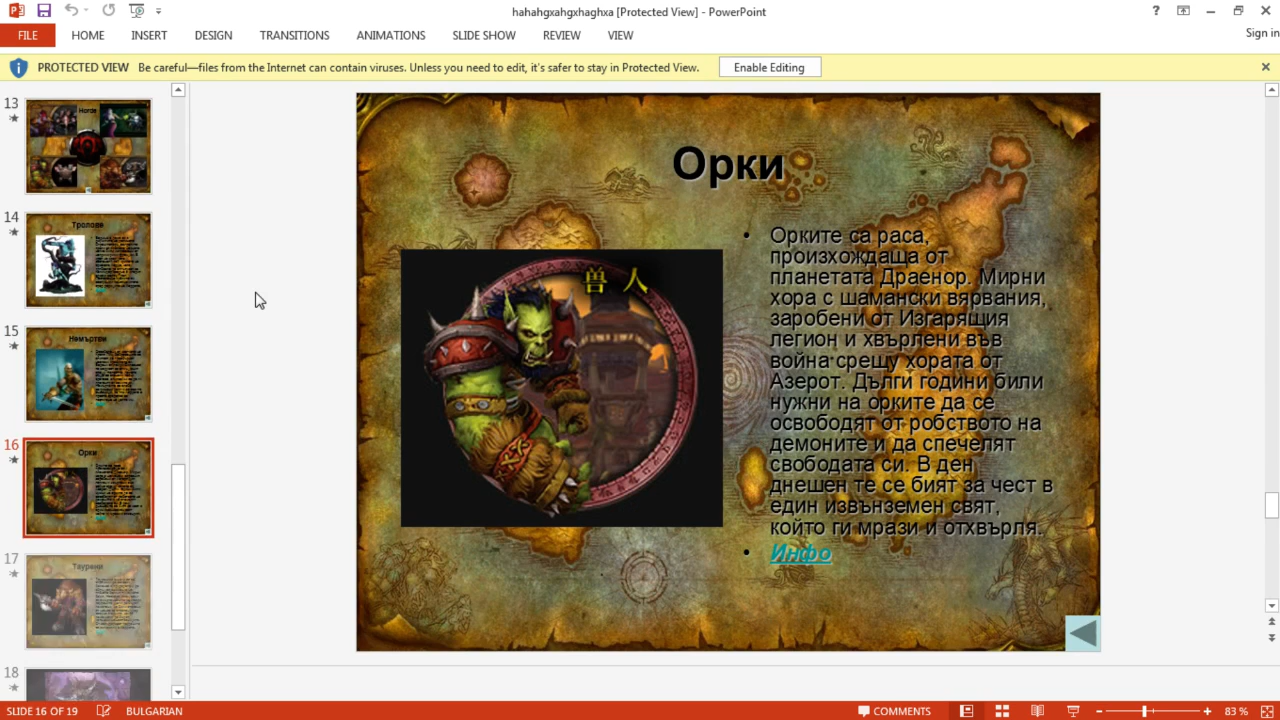 hahahgxahgxhaghxa [Protected View] - PowerPoint
?
FILE HOME INSERT DESIGN TRANSITIONS ANIMATIONS SLIDE SHOW REVIEW VIEW Sign in
PROTECTED VIEW Be careful—files from the Internet can contain viruses. Unless you need to edit, it's safer to stay in Protected View. Enable Editing
13
Horde
14
Тролове
15
Немъртви
16
Орки
17
Таурени
18
Орки
兽人
• Орките са раса,
произхождаща от
планетата Драенор. Мирни
хора с шамански вярвания,
заробени от Изгарящия
легион и хвърлени във
война срещу хората от
Азерот. Дълги години били
нужни на орките да се
освободят от робството на
демоните и да спечелят
свободата си. В ден
днешен те се бият за чест в
един извънземен свят,
който ги мрази и отхвърля.
• Инфо
SLIDE 16 OF 19 BULGARIAN COMMENTS 83 %